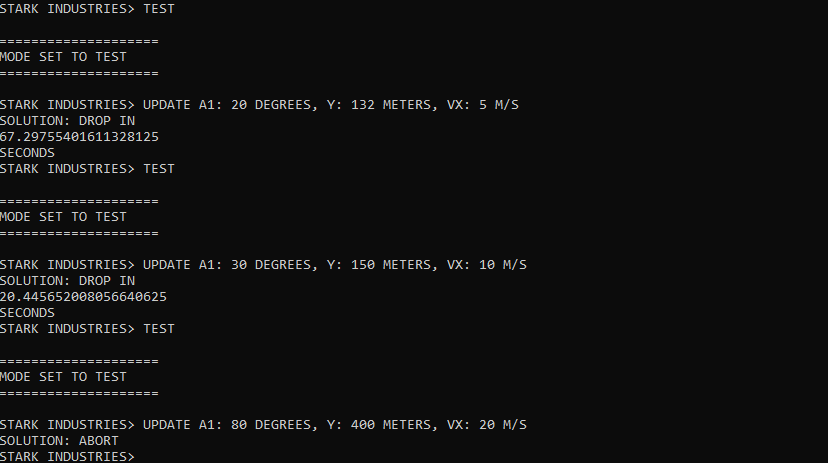 STARK INDUSTRIES> TEST
====================
MODE SET TO TEST
====================
STARK INDUSTRIES> UPDATE A1: 20 DEGREES, Y: 132 METERS, VX: 5 M/S
SOLUTION: DROP IN
67.29755401611328125
SECONDS
STARK INDUSTRIES> TEST
====================
MODE SET TO TEST
====================
STARK INDUSTRIES> UPDATE A1: 30 DEGREES, Y: 150 METERS, VX: 10 M/S
SOLUTION: DROP IN
20.445652008056640625
SECONDS
STARK INDUSTRIES> TEST
====================
MODE SET TO TEST
====================
STARK INDUSTRIES> UPDATE A1: 80 DEGREES, Y: 400 METERS, VX: 20 M/S
SOLUTION: ABORT
STARK INDUSTRIES>